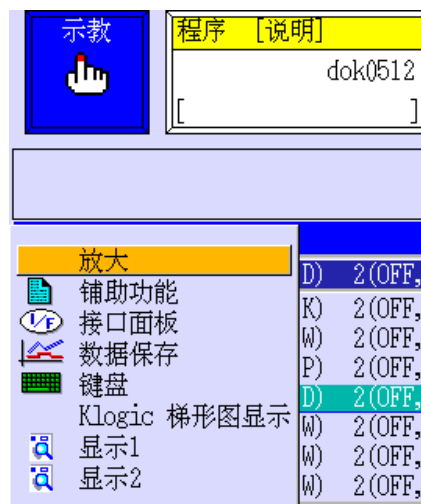 示教
程序 [说明]
dok0512
[ ]
放大
辅助功能
接口面板
I/F
数据保存
键盘
Klogic 梯形图显示
显示1
显示2
D) 2(OFF,
K) 2(OFF,
W) 2(OFF,
P) 2(OFF,
D) 2(OFF,
W) 2(OFF,
W) 2(OFF,
W) 2(OFF,